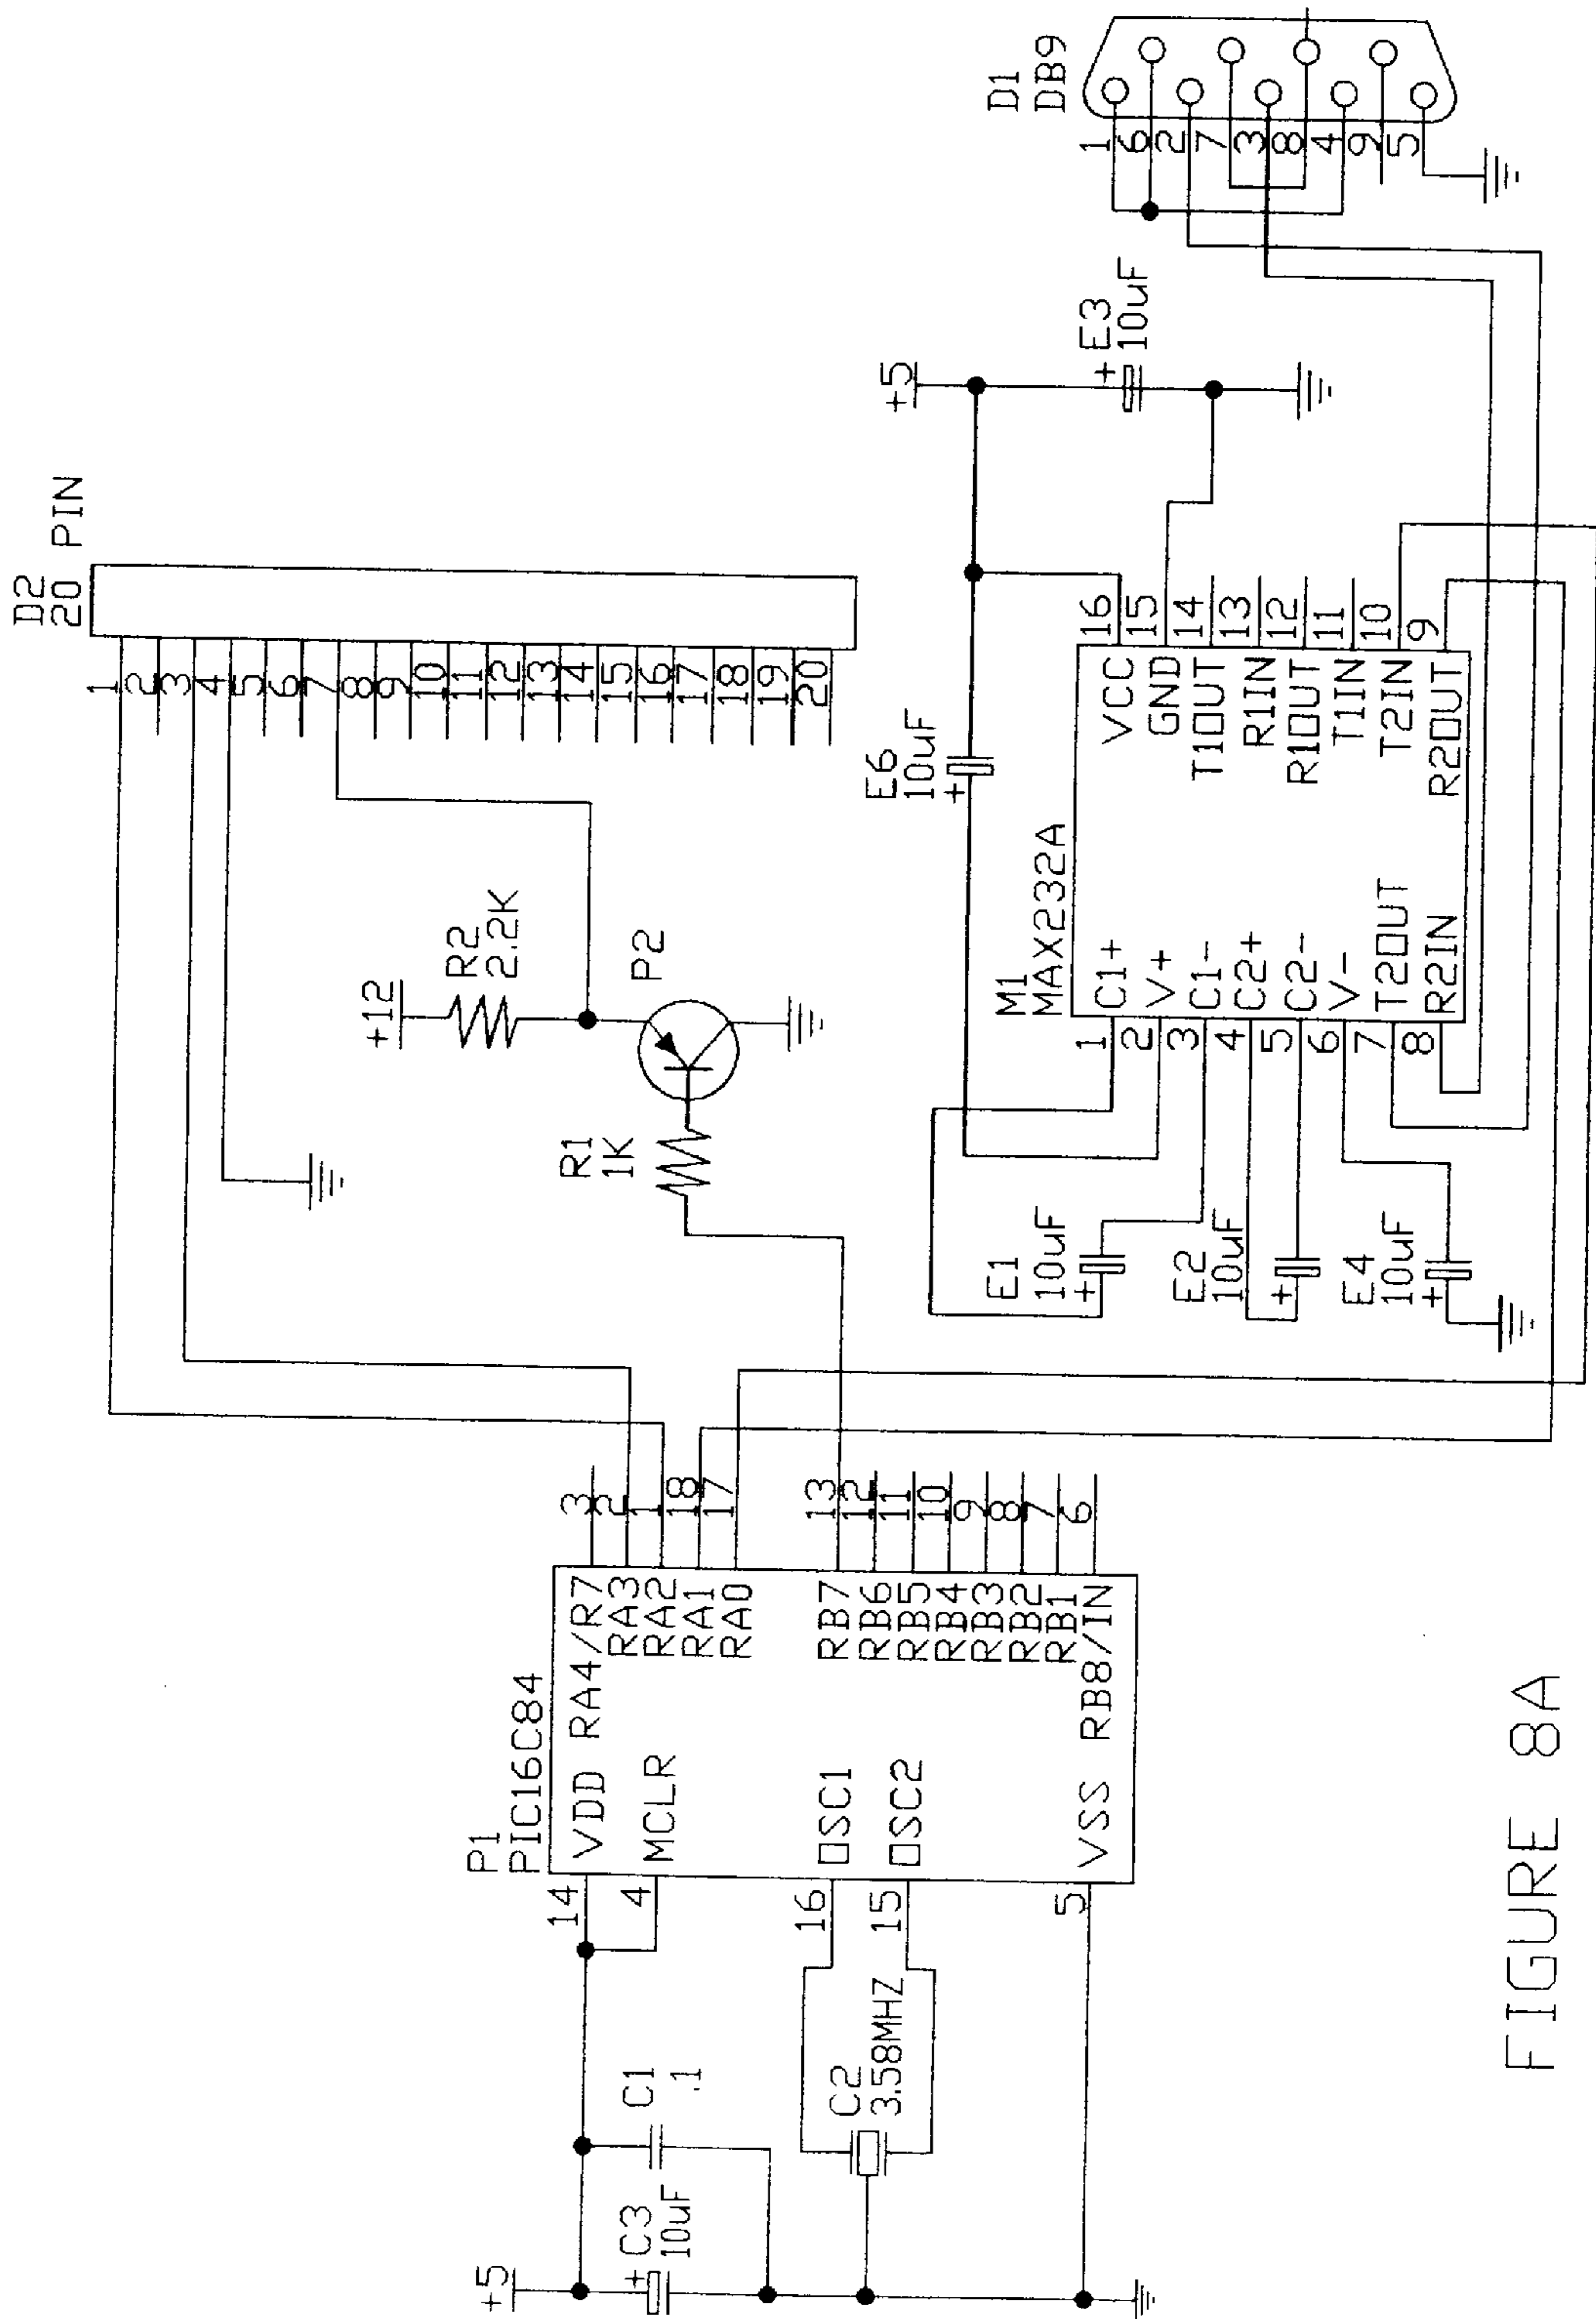 +5
C3
10uF
C1
.1
C2
3.58MHZ
14
4
16
15
5
P1
PIC16C84
VDD
MCLR
OSC1
OSC2
VSS
RA4/R7
RA3
RA2
RA1
RA0
RB7
RB6
RB5
RB4
RB3
RB2
RB1
RB8/IN
3
2
1
18
17
13
12
11
10
9
8
7
6
R1
1K
+12
R2
2.2K
P2
D2
20 PIN
1
2
3
4
5
6
7
8
9
10
11
12
13
14
15
16
17
18
19
20
E1
10uF
+
E2
10uF
+
E4
10uF
+
M1
MAX232A
1
2
3
4
5
6
7
8
C1+
V+
C1-
C2+
C2-
V-
T2OUT
R2IN
VCC
GND
T1OUT
R1IN
R1OUT
T1IN
T2IN
R2OUT
16
15
14
13
12
11
10
9
E6
10uF
+
+5
E3
10uF
+
D1
DB9
1
6
2
7
3
8
4
9
5
FIGURE 8A